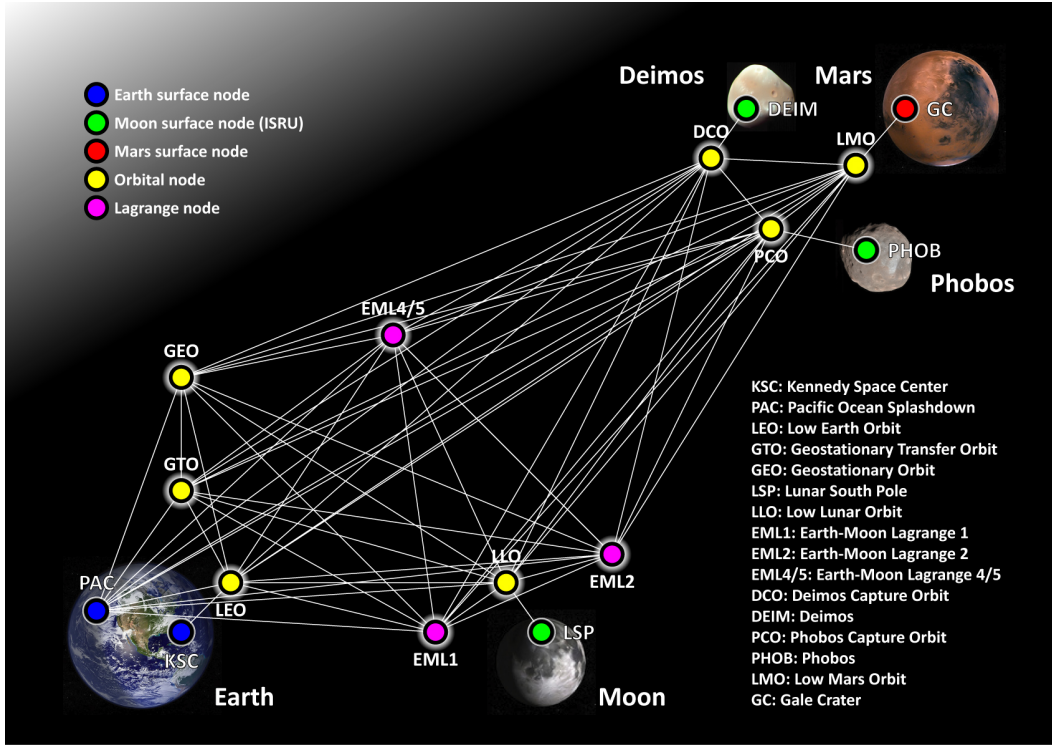 Deimos
Mars
Earth surface node
Moon surface node (ISRU)
Mars surface node
Orbital node
Lagrange node
DEIM
GC
DCO
LMO
PCO
PHOB
Phobos
EML4/5
GEO
GTO
PAC
LEO
KSC
Earth
LLO
EML2
EML1
LSP
Moon
KSC: Kennedy Space Center
PAC: Pacific Ocean Splashdown
LEO: Low Earth Orbit
GTO: Geostationary Transfer Orbit
GEO: Geostationary Orbit
LSP: Lunar South Pole
LLO: Low Lunar Orbit
EML1: Earth-Moon Lagrange 1
EML2: Earth-Moon Lagrange 2
EML4/5: Earth-Moon Lagrange 4/5
DCO: Deimos Capture Orbit
DEIM: Deimos
PCO: Phobos Capture Orbit
PHOB: Phobos
LMO: Low Mars Orbit
GC: Gale Crater